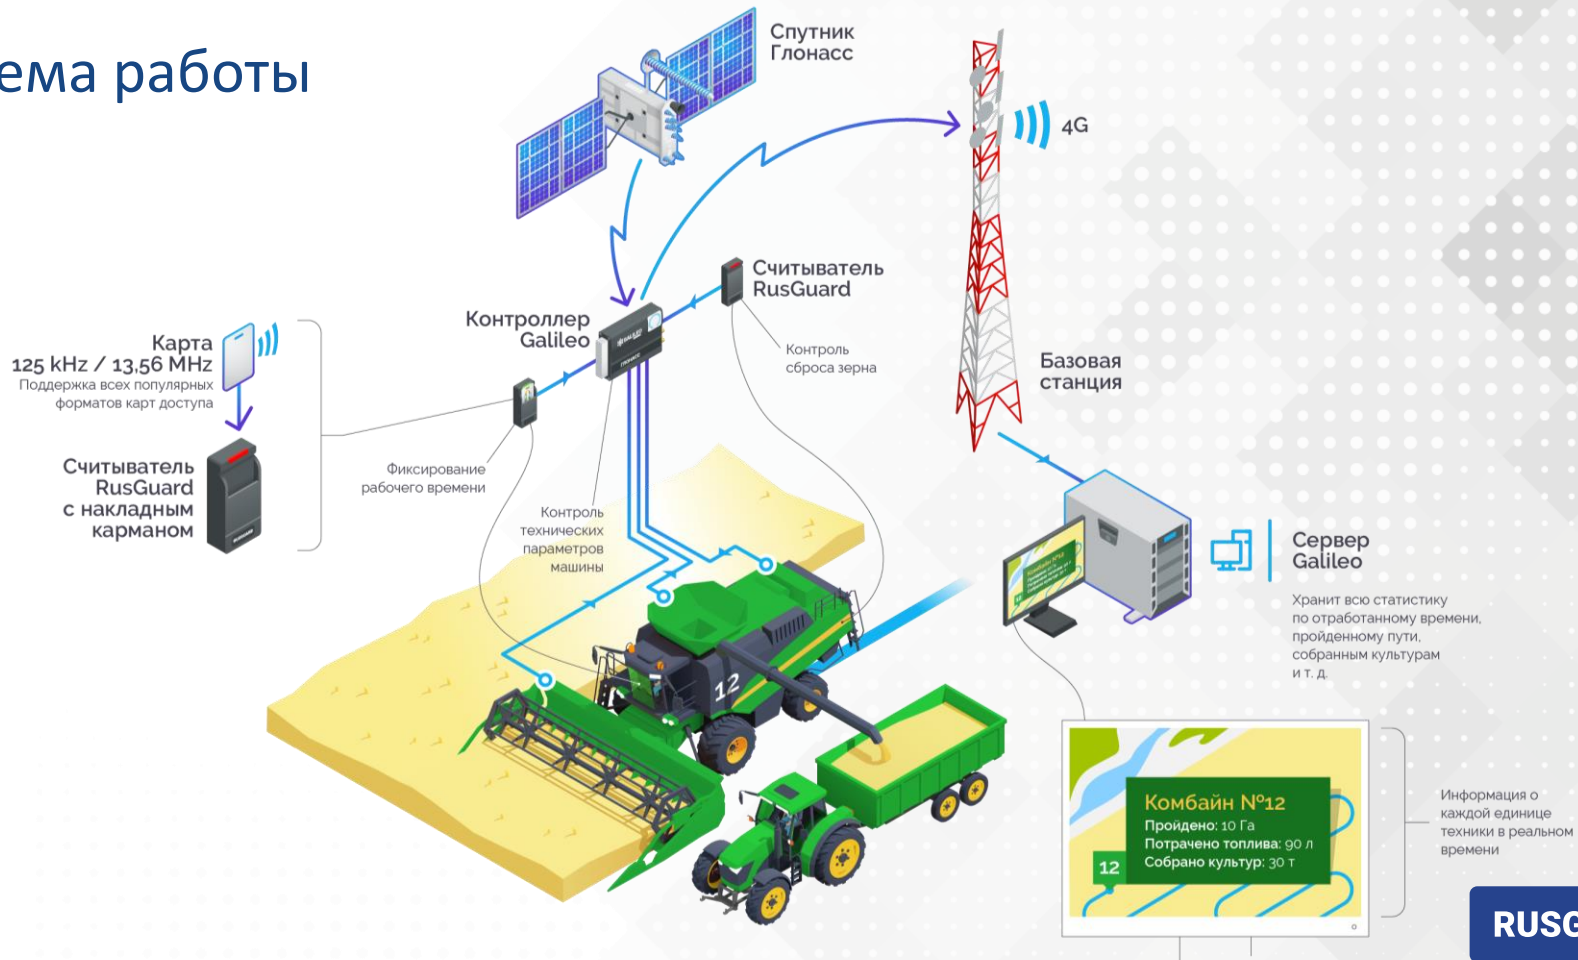 ема работы
Спутник
Глонасс
4G
Считыватель
RusGuard
Контроллер
Galileo
Контроль
сброса зерна
Карта
125 kHz / 13,56 MHz
Поддержка всех популярных
форматов карт доступа
Базовая
станция
Считыватель
RusGuard
с накладным
карманом
Фиксирование
рабочего времени
Контроль
технических
параметров
машины
Сервер
Galileo
Хранит всю статистику
по отработанному времени,
пройденному пути,
собранным культурам
и т. д.
12
Комбайн №12
Пройдено: 10 Га
Потрачено топлива: 90 л
Собрано культур: 30 т
12
Информация о
каждой единице
техники в реальном
времени
RUSG